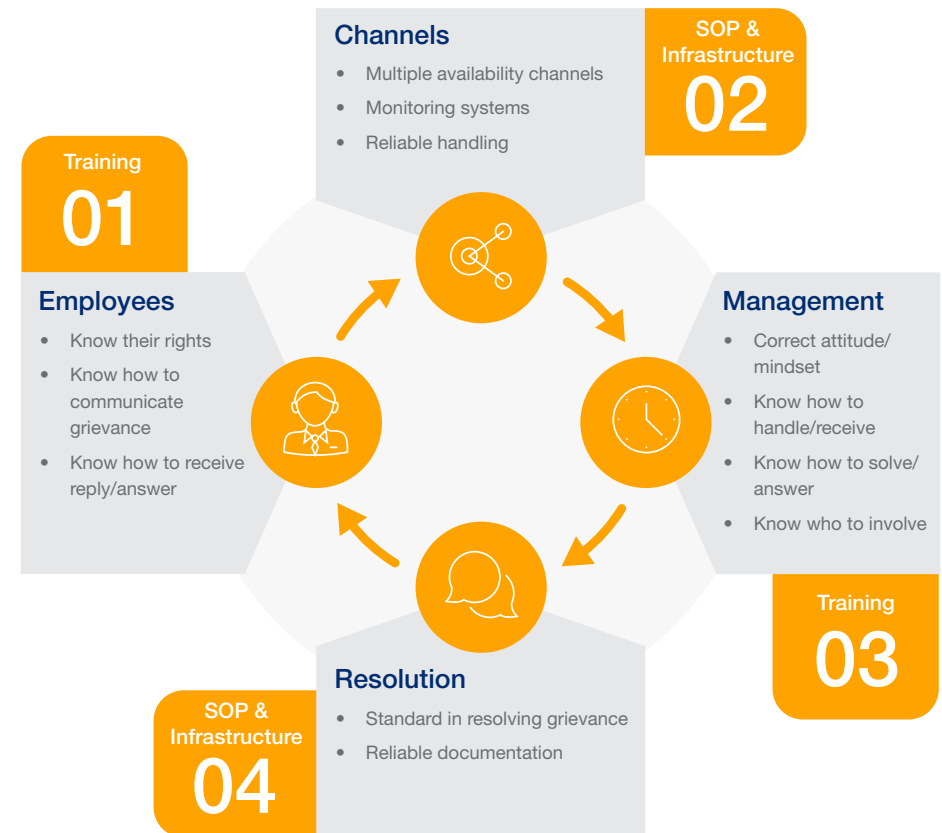 Training
01
Employees
• Know their rights
• Know how to
communicate
grievance
• Know how to receive
reply/answer
SOP &
Infrastructure
02
Channels
• Multiple availability channels
• Monitoring systems
• Reliable handling
Management
• Correct attitude/
mindset
• Know how to
handle/receive
• Know how to solve/
answer
• Know who to involve
Training
03
Resolution
• Standard in resolving grievance
• Reliable documentation
SOP &
Infrastructure
04